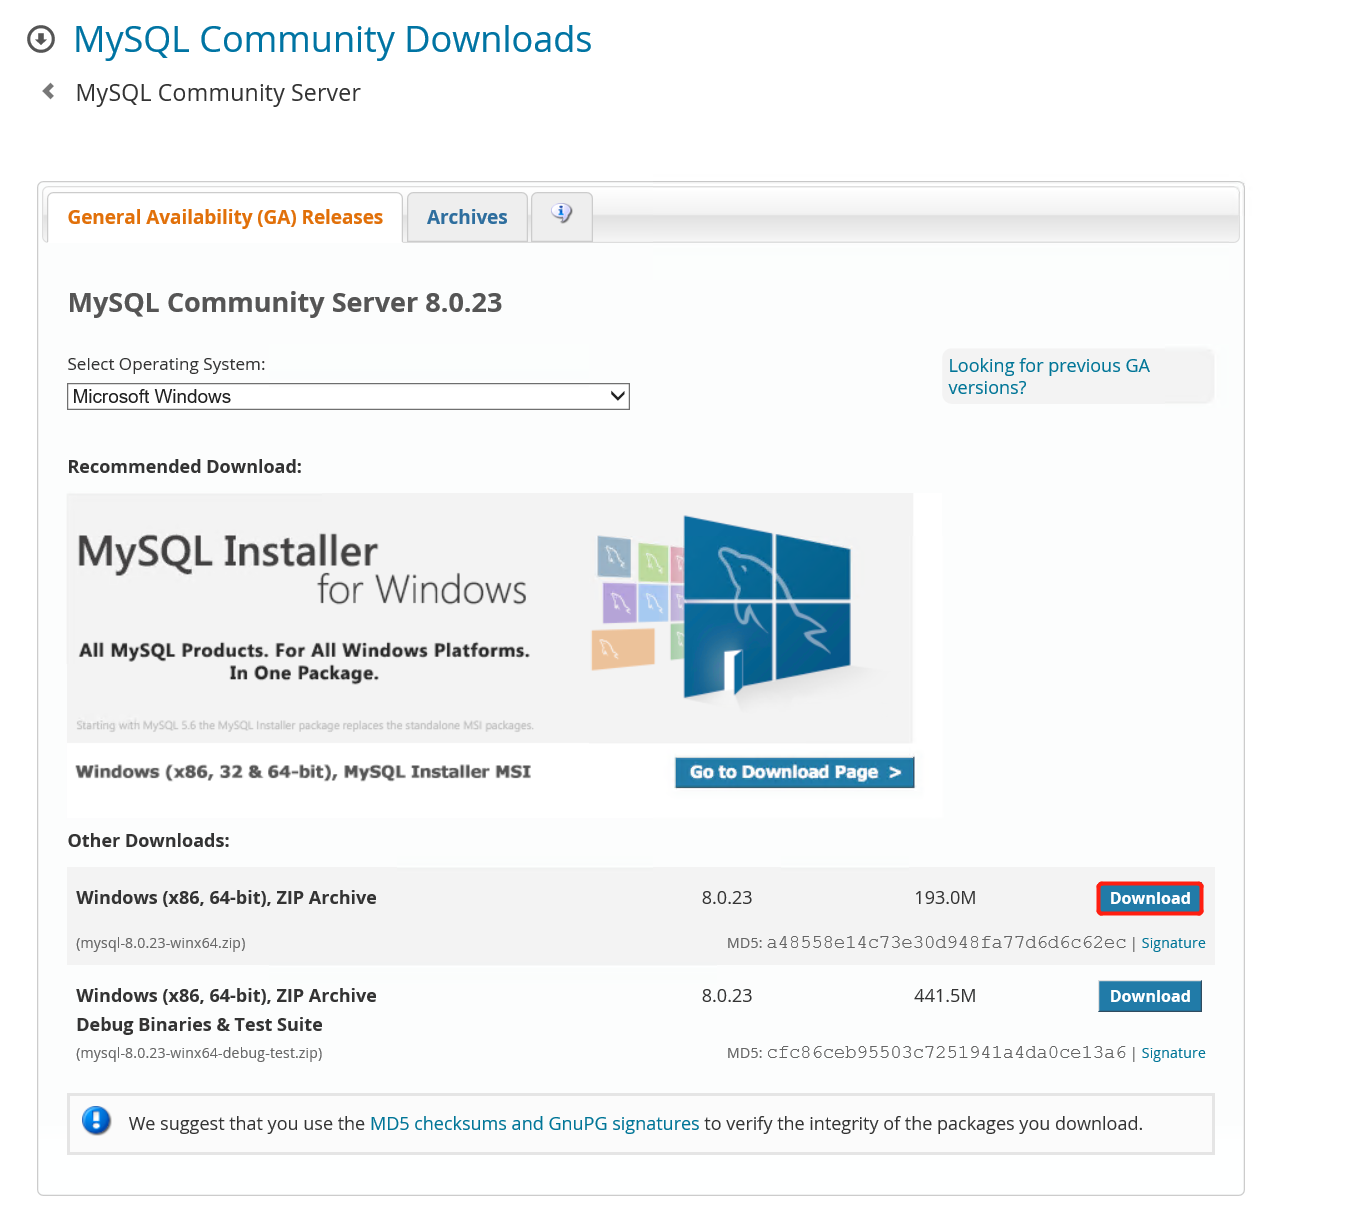 MySQL Community Downloads
MySQL Community Server
General Availability (GA) Releases
Archives
MySQL Community Server 8.0.23
Select Operating System:
Looking for previous GA
versions?
Microsoft Windows
Recommended Download:
MySQL Installer
for Windows
All MySQL Products. For All Windows Platforms.
In One Package.
Starting with MySQL 5.6 the MySQL Installer package replaces the standalone MSI packages.
Windows (x86, 32 & 64-bit), MySQL Installer MSI
Go to Download Page >
Other Downloads:
Windows (x86, 64-bit), ZIP Archive 8.0.23 193.0M Download
(mysql-8.0.23-winx64.zip) MD5: a48558e14c73e30d948fa77d6d6c62ec | Signature
Windows (x86, 64-bit), ZIP Archive 8.0.23 441.5M Download
Debug Binaries & Test Suite
(mysql-8.0.23-winx64-debug-test.zip) MD5: cfc86ceb95503c7251941a4da0ce13a6 | Signature
We suggest that you use the MD5 checksums and GnuPG signatures to verify the integrity of the packages you download.